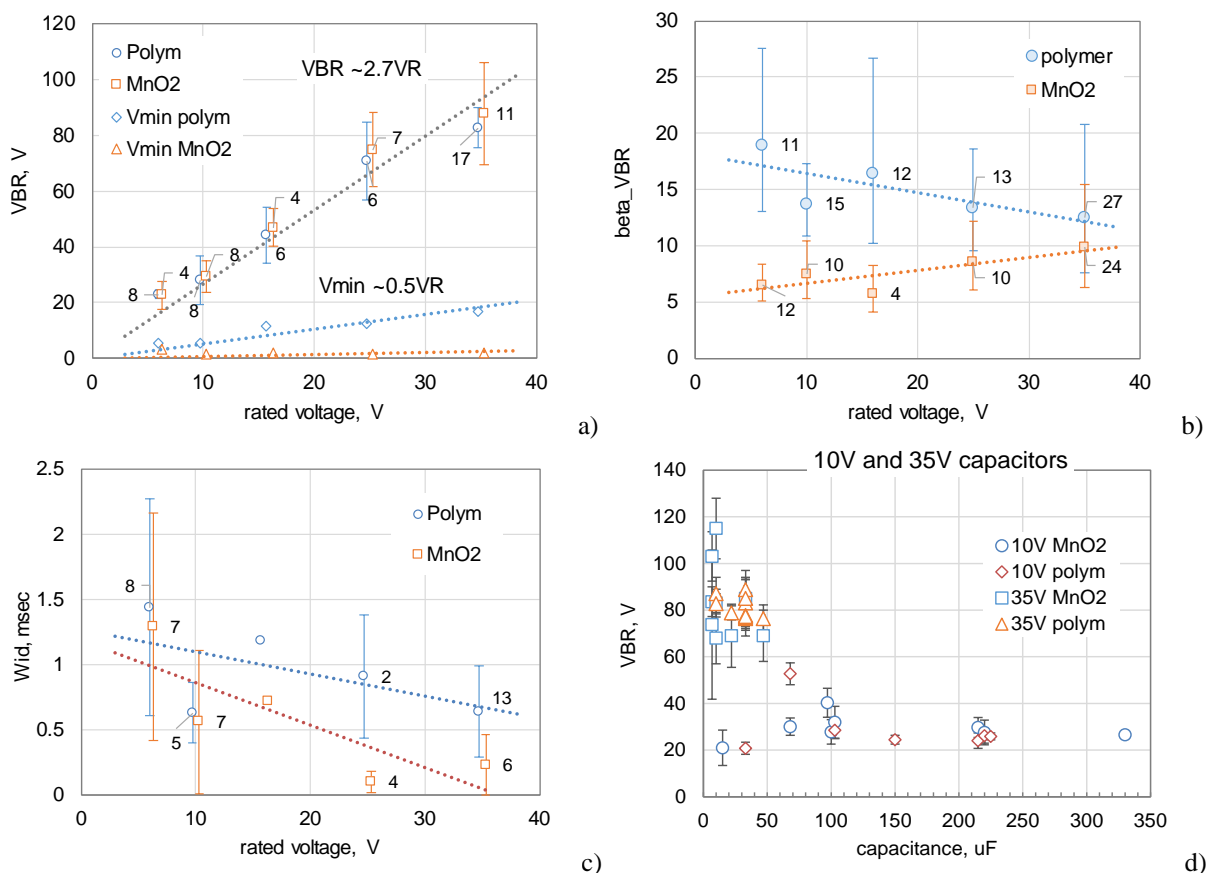 120
100
80
60
40
20
0
VBR, V
0 10 20 30 40
rated voltage, V
Polym
MnO2
Vmin polym
Vmin MnO2
VBR ~2.7VR
Vmin ~0.5VR
8
4
8
8
4
6
7
6
11
17
a)
30
25
20
15
10
5
0
beta_VBR
0 10 20 30 40
rated voltage, V
polymer
MnO2
11
15
12
13
27
12
10
4
10
24
b)
2.5
2
1.5
1
0.5
0
Wid, msec
0 10 20 30 40
rated voltage, V
Polym
MnO2
8
7
5
7
2
4
13
6
c)
10V and 35V capacitors
140
120
100
80
60
40
20
0
VBR, V
0 50 100 150 200 250 300 350
capacitance, uF
10V MnO2
10V polym
35V MnO2
35V polym
d)